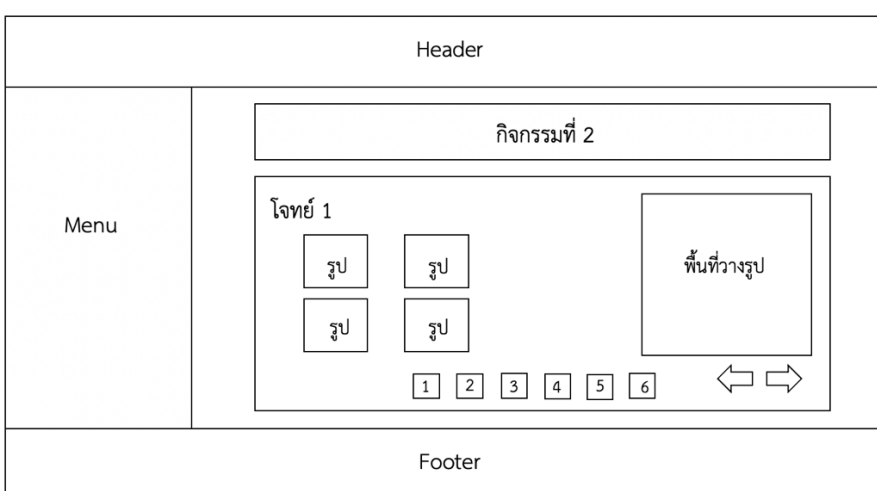 Header
กิจกรรมที่ 2
Menu
โจทย์ 1
รูป
รูป
พื้นที่วางรูป
รูป
รูป
1 2 3 4 5 6
Footer